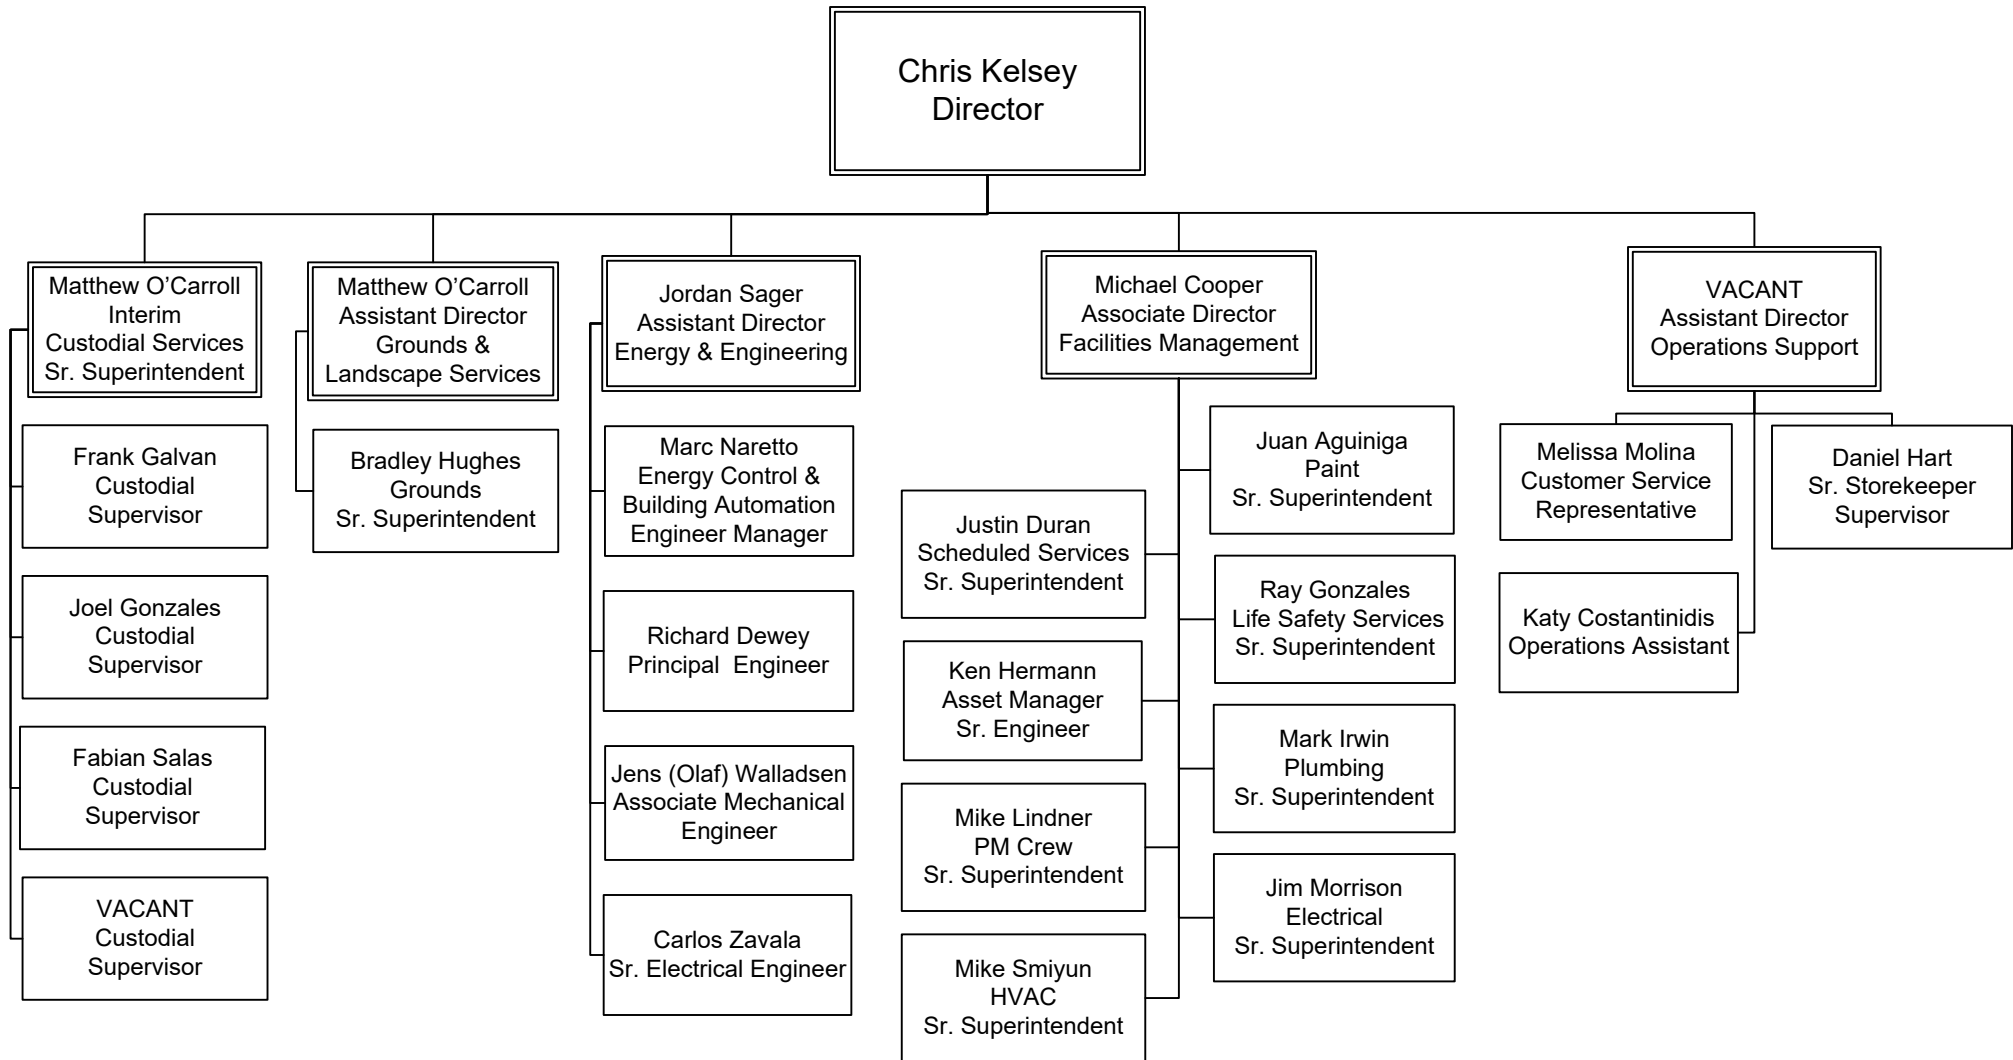 Chris Kelsey
Director
Matthew O’Carroll
Interim
Custodial Services
Sr. Superintendent
Matthew O’Carroll
Assistant Director
Grounds &
Landscape Services
Jordan Sager
Assistant Director
Energy & Engineering
Michael Cooper
Associate Director
Facilities Management
VACANT
Assistant Director
Operations Support
Frank Galvan
Custodial
Supervisor
Joel Gonzales
Custodial
Supervisor
Fabian Salas
Custodial
Supervisor
VACANT
Custodial
Supervisor
Bradley Hughes
Grounds
Sr. Superintendent
Marc Naretto
Energy Control &
Building Automation
Engineer Manager
Richard Dewey
Principal  Engineer
Jens (Olaf) Walladsen
Associate Mechanical
Engineer
Carlos Zavala
Sr. Electrical Engineer
Justin Duran
Scheduled Services
Sr. Superintendent
Ken Hermann
Asset Manager
Sr. Engineer
Mike Lindner
PM Crew
Sr. Superintendent
Mike Smiyun
HVAC
Sr. Superintendent
Juan Aguiniga
Paint
Sr. Superintendent
Ray Gonzales
Life Safety Services
Sr. Superintendent
Mark Irwin
Plumbing
Sr. Superintendent
Jim Morrison
Electrical
Sr. Superintendent
Melissa Molina
Customer Service
Representative
Daniel Hart
Sr. Storekeeper
Supervisor
Katy Costantinidis
Operations Assistant